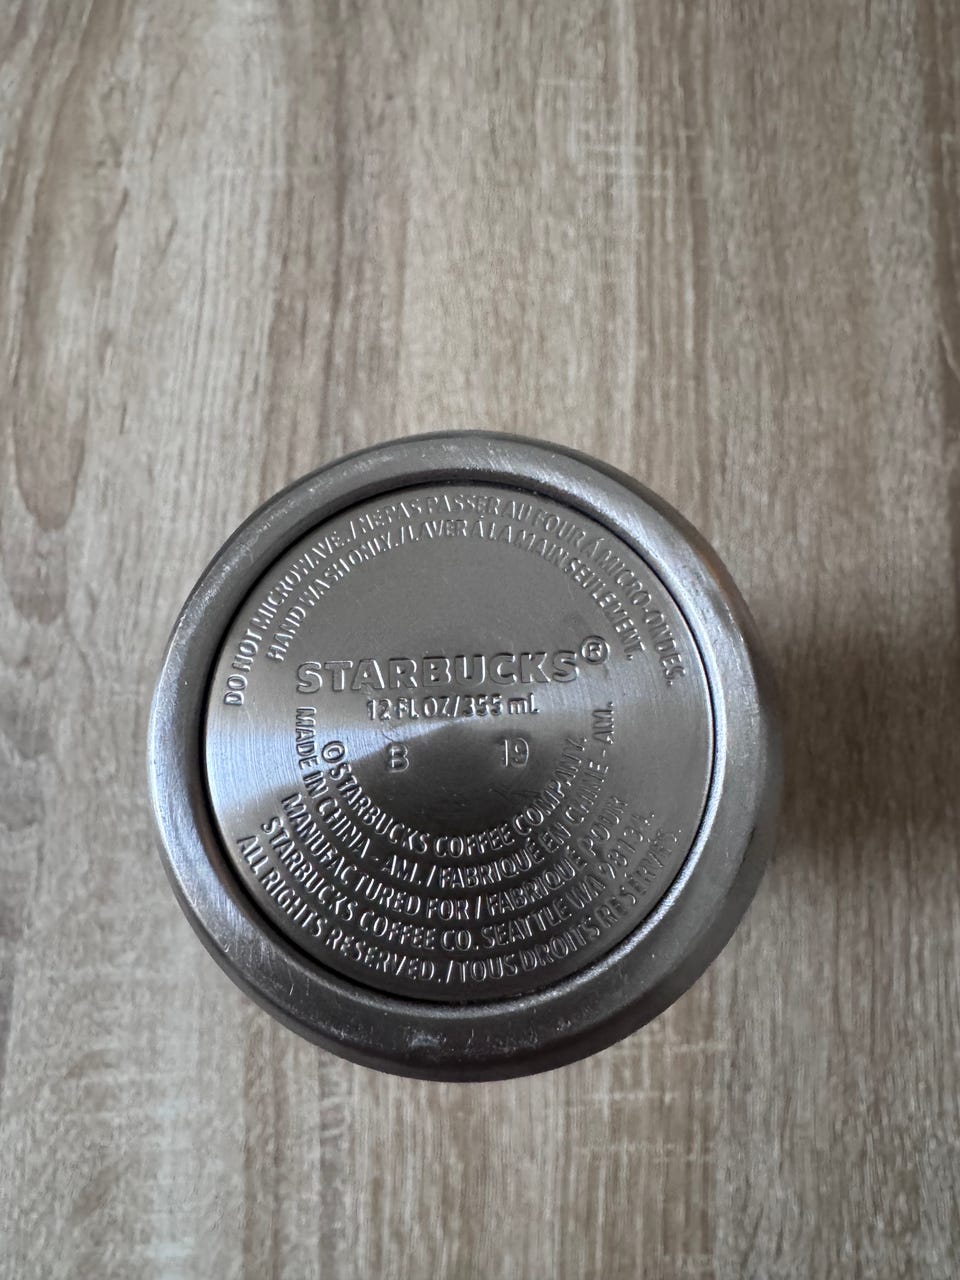 DO NOT MICROWAVE. / NE PAS PASSER AU FOUR À MICRO-ONDES.
HAND WASH ONLY. / LAVER À LA MAIN SEULEMENT.
STARBUCKS®
12 FL OZ/355 mL
8 19
©STARBUCKS COFFEE COMPANY.
MADE IN CHINA - AM. / FABRIQUÉ EN CHINE - AM.
MANUFACTURED FOR / FABRIQUÉ POUR
STARBUCKS COFFEE CO. SEATTLE WA 98134.
ALL RIGHTS RESERVED. / TOUS DROITS RÉSERVÉS.